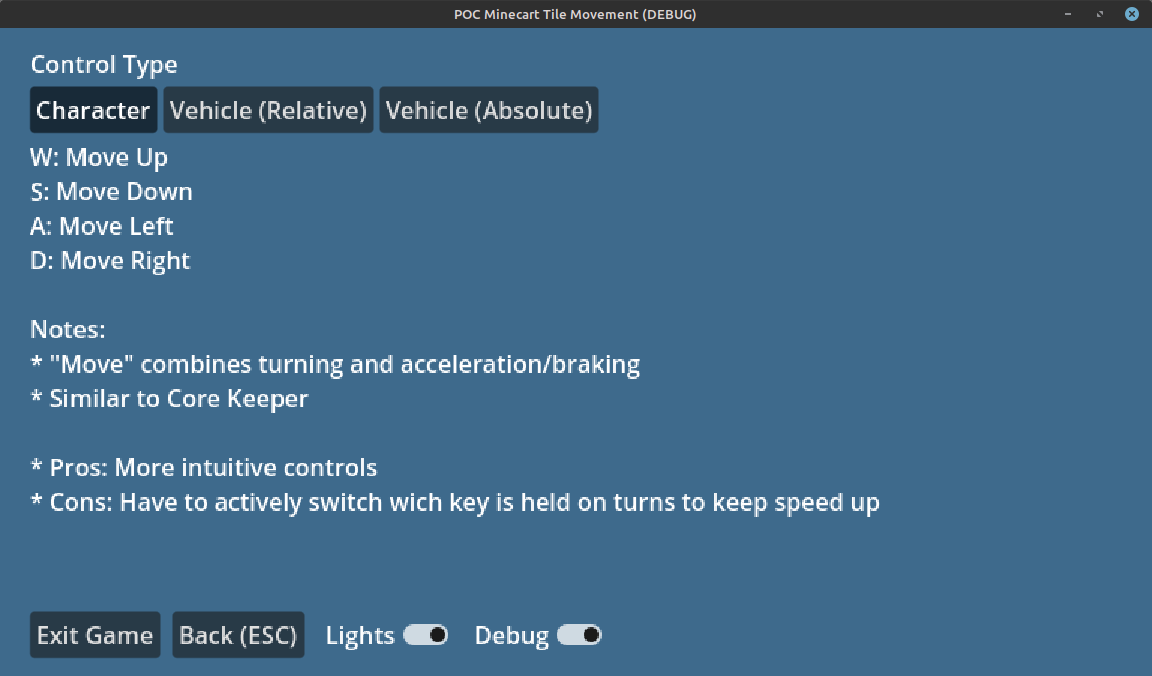 POC Minecart Tile Movement (DEBUG)
Control Type
Character Vehicle (Relative) Vehicle (Absolute)
W: Move Up
S: Move Down
A: Move Left
D: Move Right
Notes:
* "Move" combines turning and acceleration/braking
* Similar to Core Keeper
* Pros: More intuitive controls
* Cons: Have to actively switch wich key is held on turns to keep speed up
Exit Game Back (ESC) Lights Debug